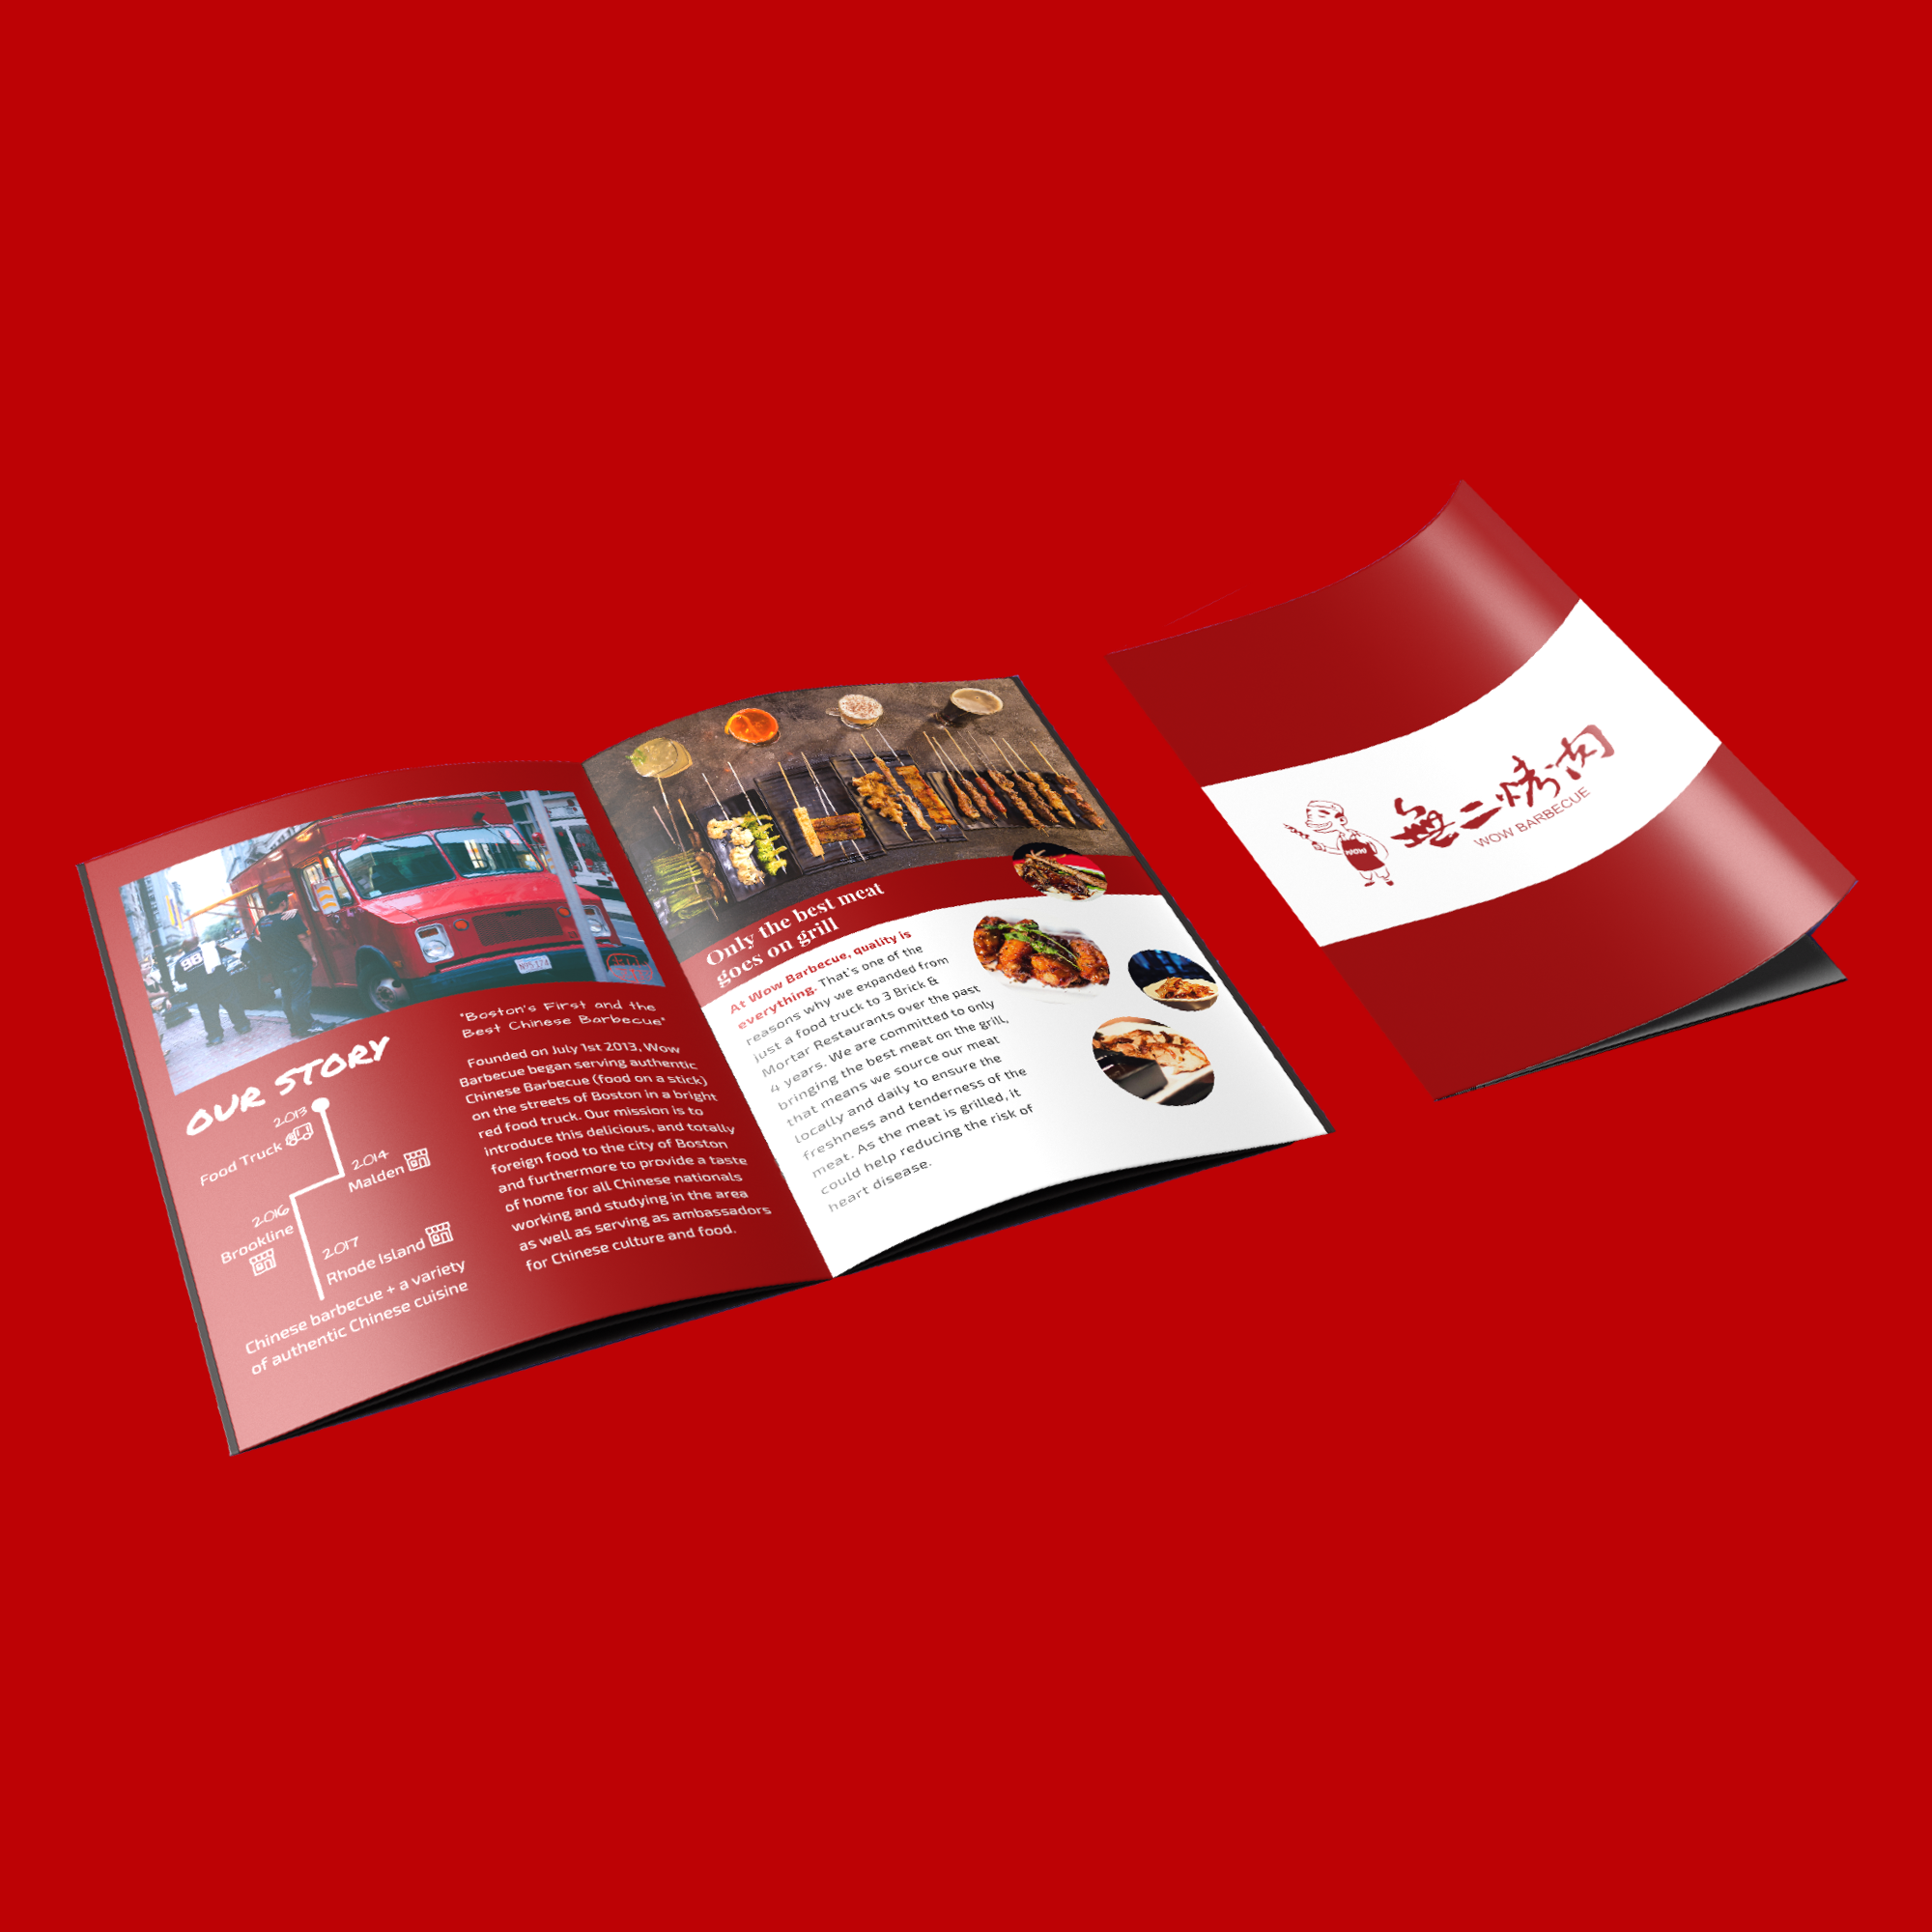 98
N95374
OUR STORY
2013
Food Truck
2014
Malden
2016
Brookline
2017
Rhode Island
Chinese barbecue + a variety
of authentic Chinese cuisine
"Boston's First and the
Best Chinese Barbecue"
Founded on July 1st 2013, Wow
Barbecue began serving authentic
Chinese Barbecue (food on a stick)
on the streets of Boston in a bright
red food truck. Our mission is to
introduce this delicious, and totally
foreign food to the city of Boston
and furthermore to provide a taste
of home for all Chinese nationals
working and studying in the area
as well as serving as ambassadors
for Chinese culture and food.
Only the best meat
goes on grill
At Wow Barbecue, quality is
everything. That's one of the
reasons why we expanded from
just a food truck to 3 Brick &
Mortar Restaurants over the past
4 years. We are committed to only
bringing the best meat on the grill,
that means we source our meat
locally and daily to ensure the
freshness and tenderness of the
meat. As the meat is grilled, it
could help reducing the risk of
heart disease.
WOW
無二烤肉
WOW BARBECUE